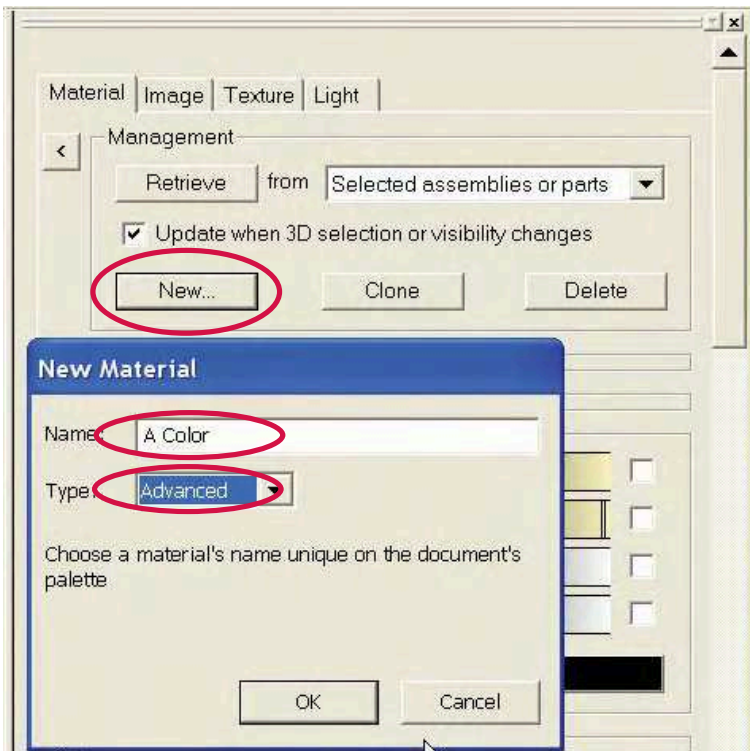 Material Image Texture Light
<
Management
Retrieve from Selected assemblies or parts
Update when 3D selection or visibility changes
New... Clone Delete
New Material
Name: A Color
Type: Advanced
Choose a material's name unique on the document's
palette
OK Cancel